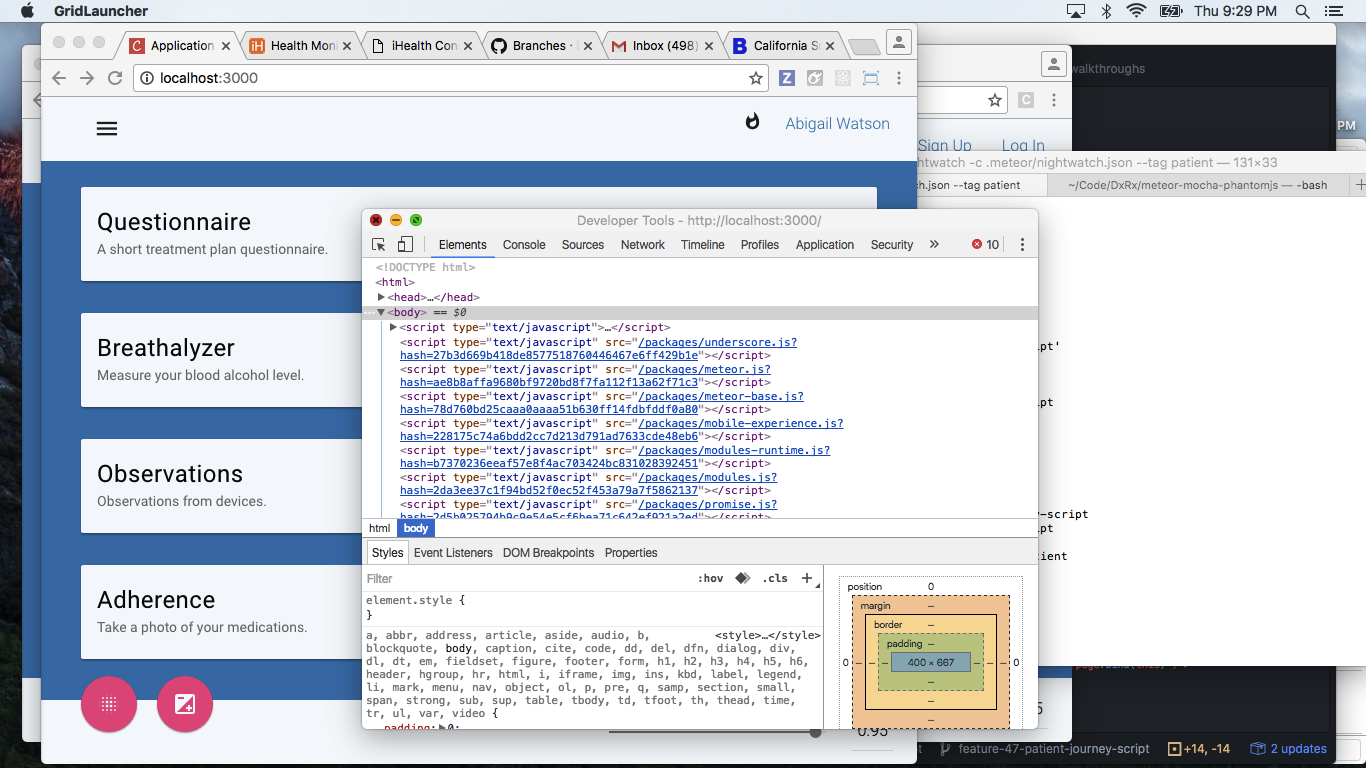 GridLauncher
Thu 9:29 PM
Application
Health Moni
iHealth Con
Branches ·
Inbox (498)
California S
localhost:3000
walkthroughs
PM
Abigail Watson
Sign Up Log In
ntwatch -c .meteor/nightwatch.json --tag patient — 131×33
h.json --tag patient
~/Code/DxRx/meteor-mocha-phantomjs — -bash
Questionnaire
A short treatment plan questionnaire.
Breathalyzer
Measure your blood alcohol level.
Observations
Observations from devices.
Adherence
Take a photo of your medications.
Developer Tools - http://localhost:3000/
Elements Console Sources Network Timeline Profiles Application Security » 10
<!DOCTYPE html>
<html>
<head>…</head>
… <body> == $0
<script type="text/javascript">…</script>
<script type="text/javascript" src="/packages/underscore.js?
hash=27b3d669b418de8577518760446467e6ff429b1e"></script>
<script type="text/javascript" src="/packages/meteor.js?
hash=ae8b8affa9680bf9720bd8f7fa112f13a62f71c3"></script>
<script type="text/javascript" src="/packages/meteor-base.js?
hash=78d760bd25caaa0aaaa51b630ff14fdbfddf0a80"></script>
<script type="text/javascript" src="/packages/mobile-experience.js?
hash=228175c74a6bdd2cc7d213d791ad7633cde48eb6"></script>
<script type="text/javascript" src="/packages/modules-runtime.js?
hash=b7370236eeaf57e8f4ac703424bc831028392451"></script>
<script type="text/javascript" src="/packages/modules.js?
hash=2da3ee37c1f94bd52f0ec52f453a79a7f5862137"></script>
<script type="text/javascript" src="/packages/promise.js?
hash=2d5b025794b9c9e54e5cf6bea71c642ef921a2ed"></script>
html body
Styles Event Listeners DOM Breakpoints Properties
Filter :hov .cls +
element.style {
}
a, abbr, address, article, aside, audio, b, <style>…</style>
blockquote, body, caption, cite, code, dd, del, dfn, dialog, div,
dl, dt, em, fieldset, figure, footer, form, h1, h2, h3, h4, h5, h6,
header, hgroup, hr, html, i, iframe, img, ins, kbd, label, legend,
li, mark, menu, nav, object, ol, p, pre, q, samp, section, small,
span, strong, sub, sup, table, tbody, td, tfoot, th, thead, time,
tr, ul, var, video {
padding: 0;
position 0
margin –
border –
padding –
0 – – – 400 × 667 – – – 0
–
–
–
ipt'
ipt
y-script
ipt
tient
0.95
5
feature-47-patient-journey-script
+14, -14
2 updates